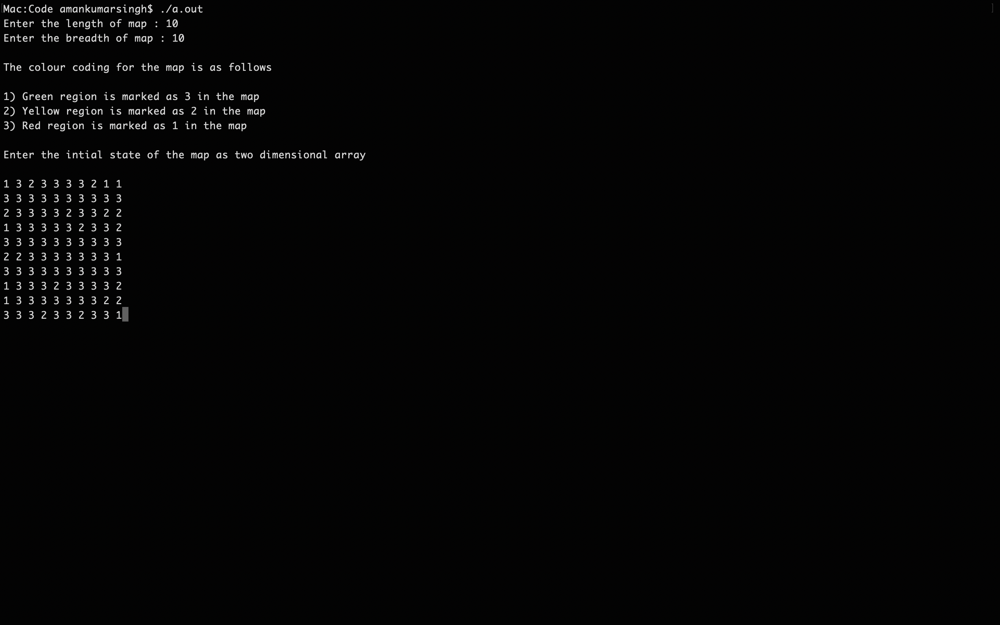 Mac:Code amankumarsingh$ ./a.out
Enter the length of map : 10
Enter the breadth of map : 10
The colour coding for the map is as follows
1) Green region is marked as 3 in the map
2) Yellow region is marked as 2 in the map
3) Red region is marked as 1 in the map
Enter the intial state of the map as two dimensional array
1 3 2 3 3 3 3 2 1 1
3 3 3 3 3 3 3 3 3 3
2 3 3 3 3 2 3 3 2 2
1 3 3 3 3 3 2 3 3 2
3 3 3 3 3 3 3 3 3 3
2 2 3 3 3 3 3 3 3 1
3 3 3 3 3 3 3 3 3 3
1 3 3 3 2 3 3 3 3 2
1 3 3 3 3 3 3 3 2 2
3 3 3 2 3 3 2 3 3 1